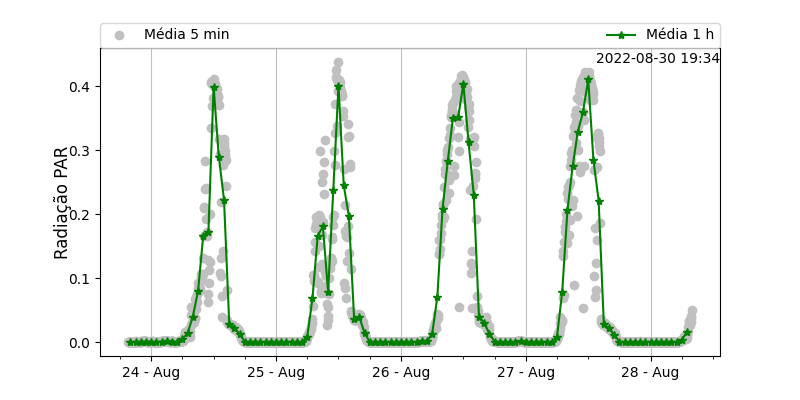 Média 5 min
Média 1 h
2022-08-30 19:34
Radiação PAR
0.4
0.3
0.2
0.1
0.0
24 - Aug
25 - Aug
26 - Aug
27 - Aug
28 - Aug